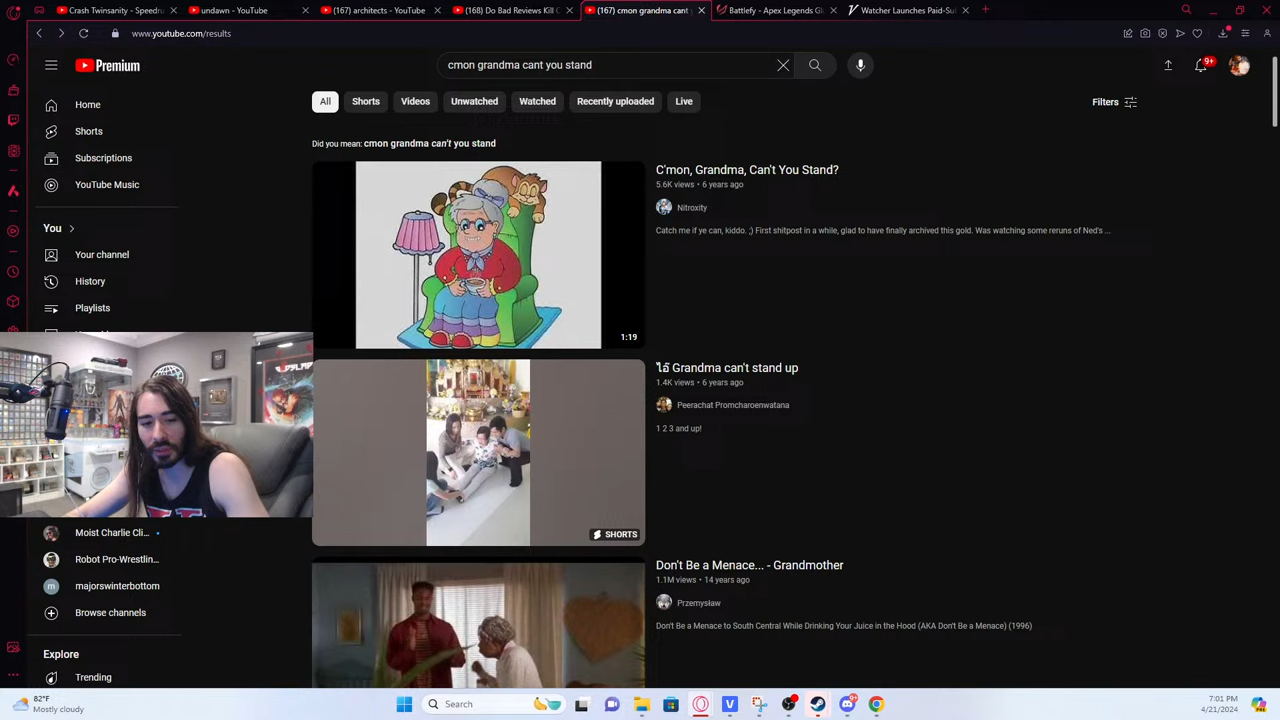 Crash Twinsanity - Speedru
undawn - YouTube
(167) architects - YouTube
(168) Do Bad Reviews Kill C
(167) cmon grandma cant
Battlefy - Apex Legends Gl
Watcher Launches Paid-Su
www.youtube.com/results
Premium
cmon grandma cant you stand
9+
All
Shorts
Videos
Unwatched
Watched
Recently uploaded
Live
Filters
Home
Shorts
Subscriptions
YouTube Music
You
Your channel
History
Playlists
Did you mean: cmon grandma can't you stand
C'mon, Grandma, Can't You Stand?
5.6K views • 6 years ago
Nitroxity
Catch me if ye can, kiddo. ;) First shitpost in a while, glad to have finally archived this gold. Was watching some reruns of Ned's ...
1:19
Grandma can't stand up
1.4K views • 6 years ago
Peerachat Promcharoenwatana
1 2 3 and up!
SHORTS
Don't Be a Menace... - Grandmother
1.1M views • 14 years ago
Przemysław
Don't Be a Menace to South Central While Drinking Your Juice in the Hood (AKA Don't Be a Menace) (1996)
Moist Charlie Cli...
Robot Pro-Wrestlin...
m
majorswinterbottom
Browse channels
Explore
Trending
82°F
Mostly cloudy
Search
V
9+
7:01 PM
4/21/2024